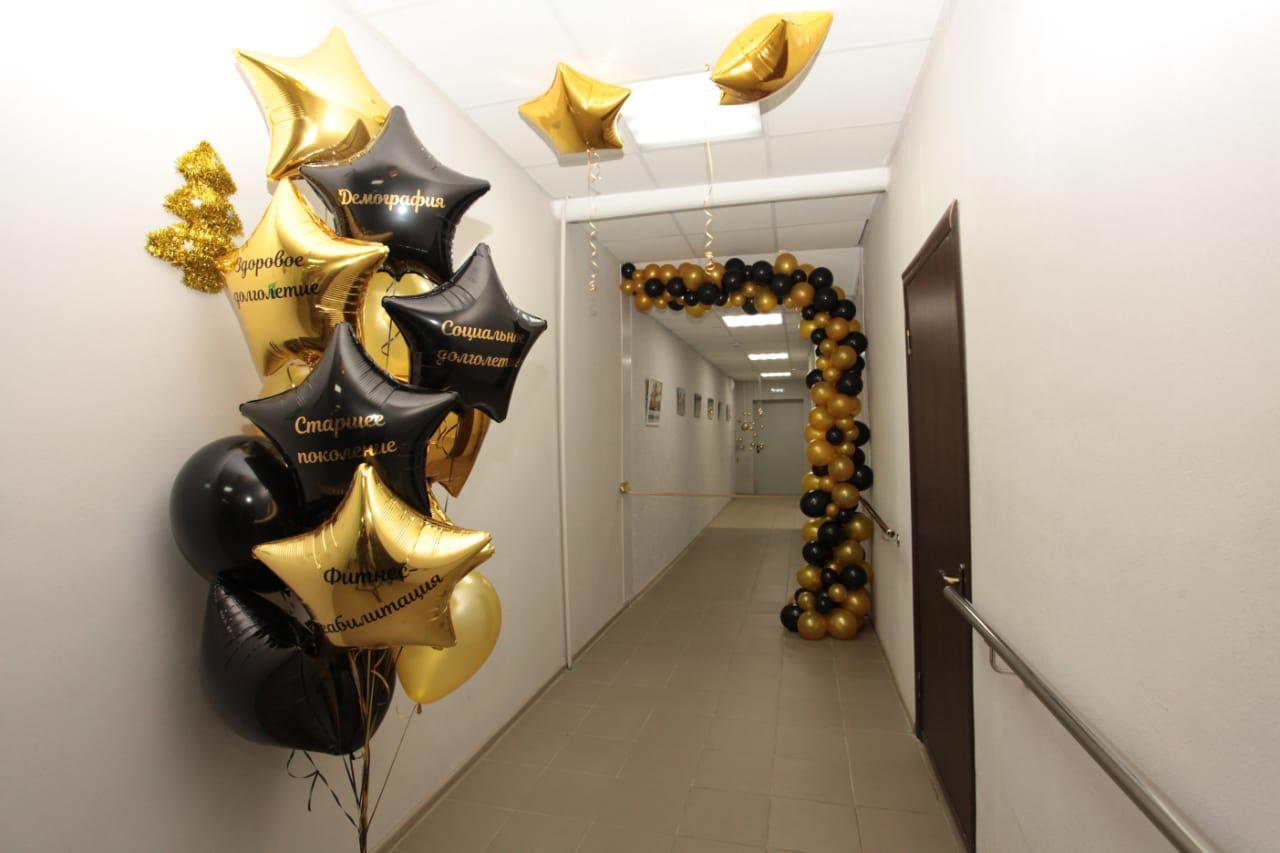 Демография
Здоровое
долголетие
Социальное
долголетие
Старшее
поколение
Фитнес-
реабилитация